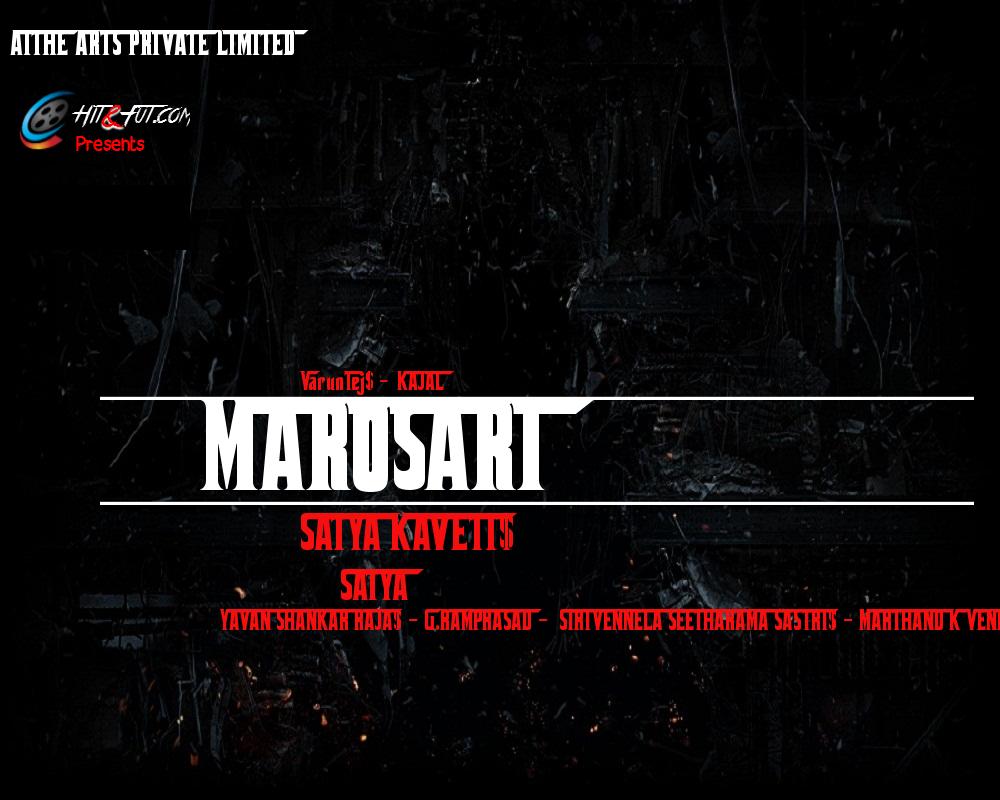 ATTHE ARTS PRIVATE LIMITED
HIT&FUT.COM
Presents
VarunTej$ - KAJAL
MAROSARI
SATYA KAVETI$
SATYA
YAVAN SHANKAR RAJA$ - G.RAMPRASAD - SIRIVENNELA SEETHARAMA SASTRI$ - MARTHAND K VEN